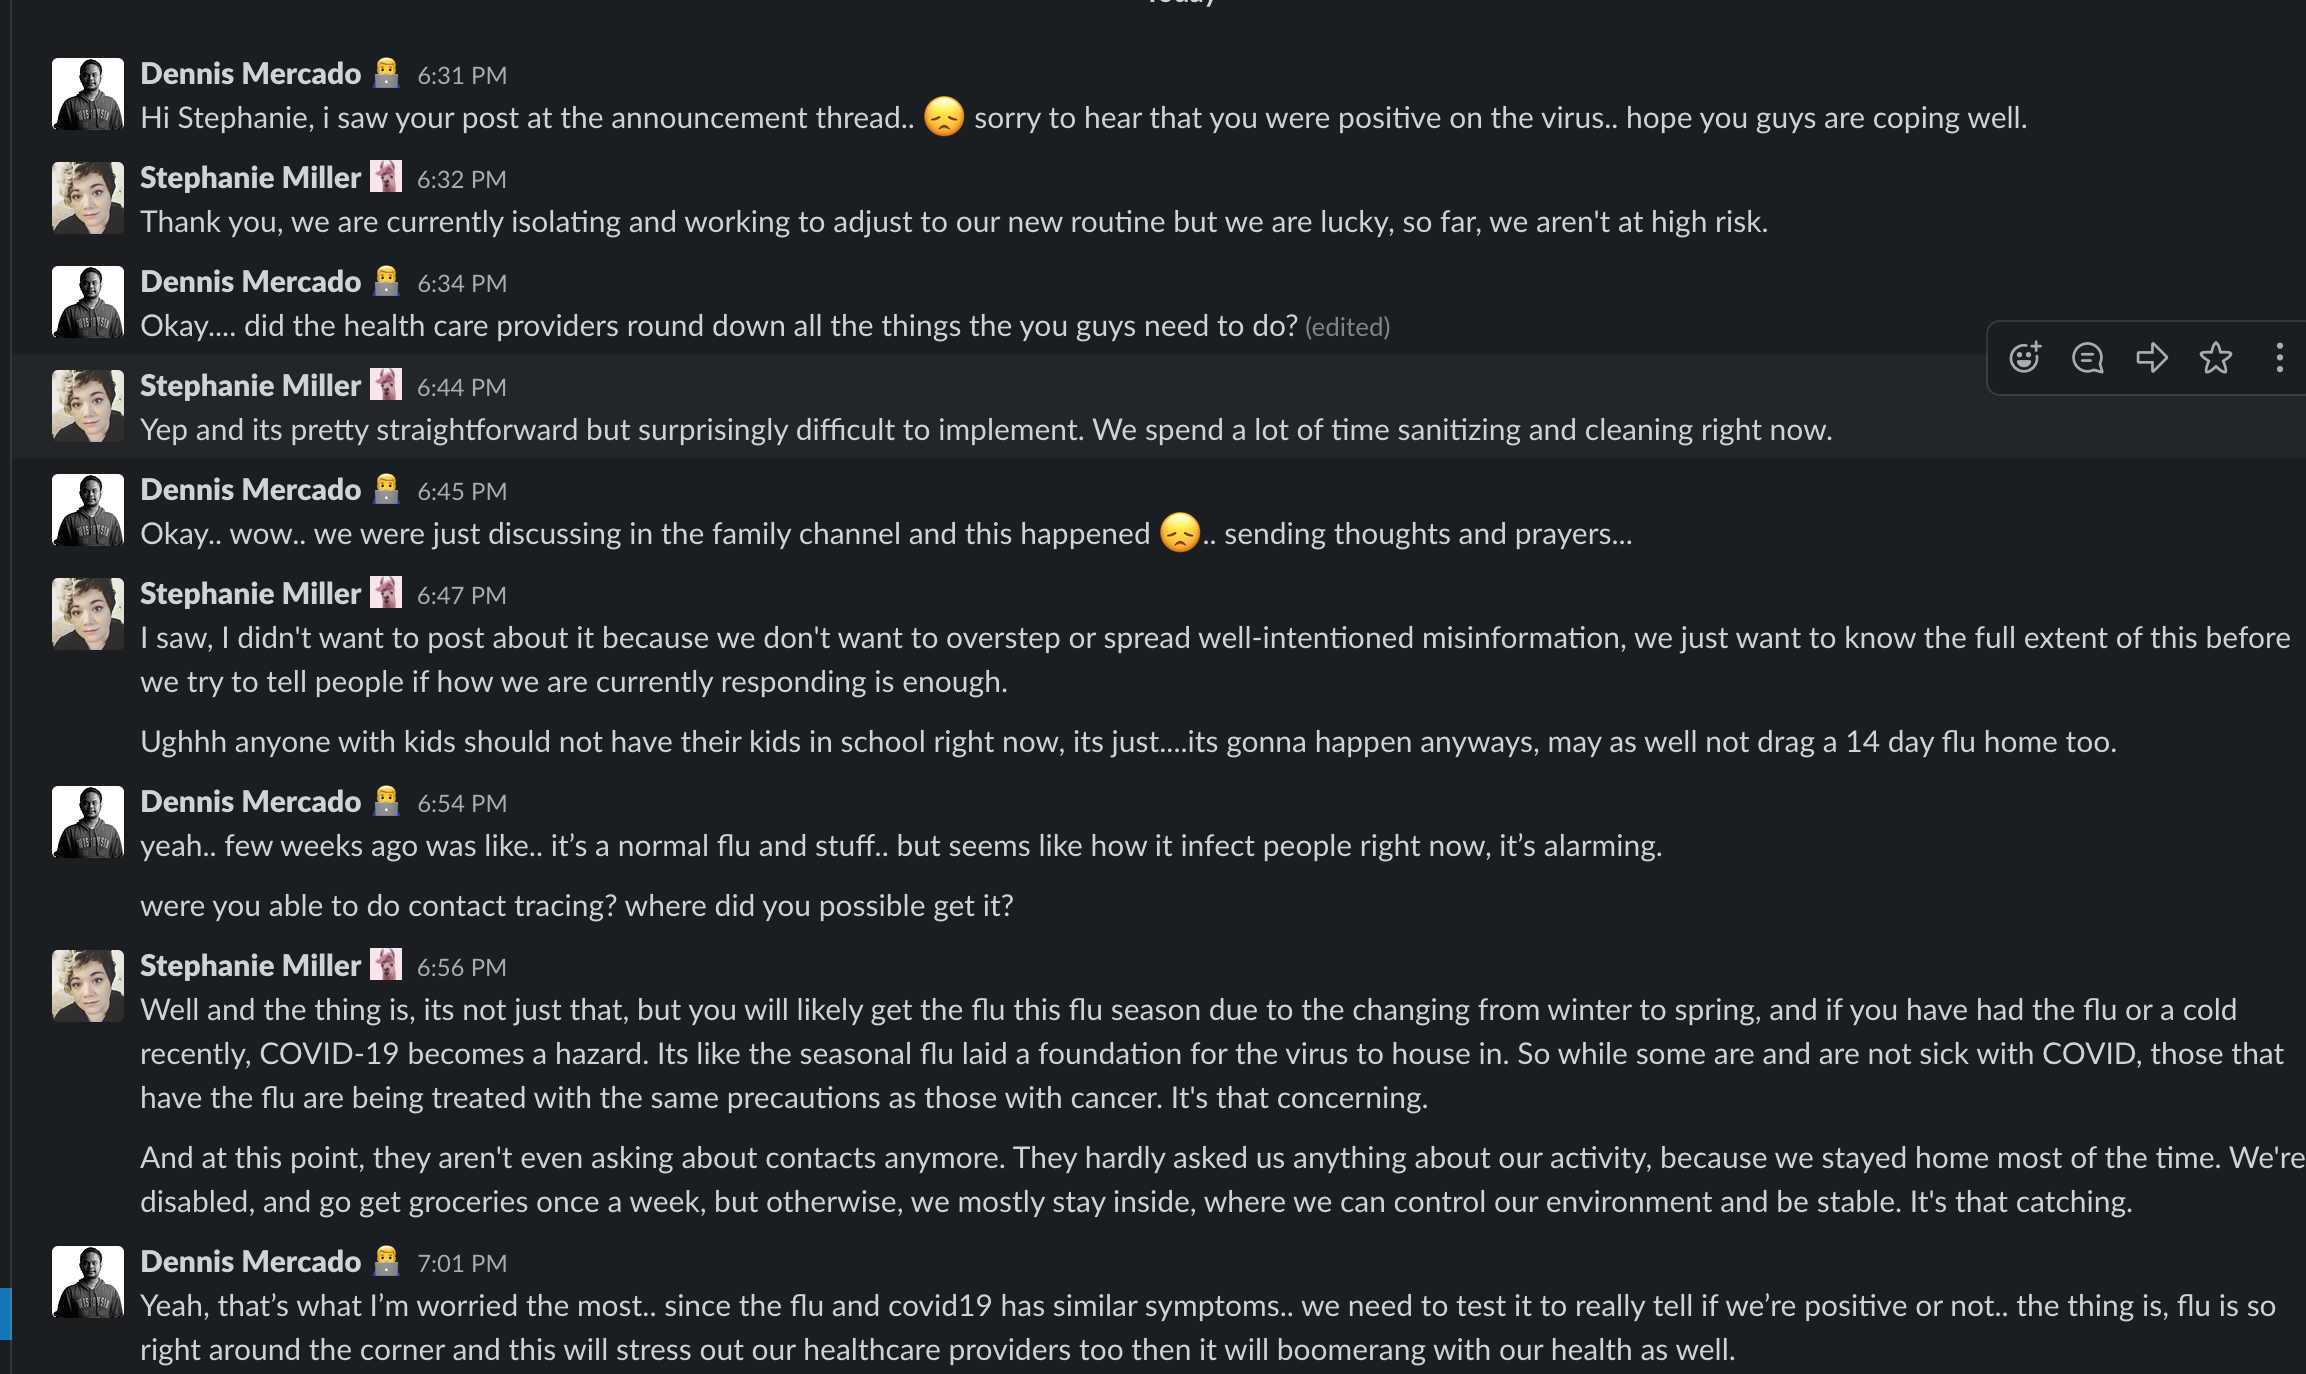 Today
Dennis Mercado 6:31 PM
Hi Stephanie, i saw your post at the announcement thread.. 😞 sorry to hear that you were positive on the virus.. hope you guys are coping well.
Stephanie Miller 6:32 PM
Thank you, we are currently isolating and working to adjust to our new routine but we are lucky, so far, we aren't at high risk.
Dennis Mercado 6:34 PM
Okay.... did the health care providers round down all the things the you guys need to do? (edited)
Stephanie Miller 6:44 PM
Yep and its pretty straightforward but surprisingly difficult to implement. We spend a lot of time sanitizing and cleaning right now.
Dennis Mercado 6:45 PM
Okay.. wow.. we were just discussing in the family channel and this happened 😞.. sending thoughts and prayers...
Stephanie Miller 6:47 PM
I saw, I didn't want to post about it because we don't want to overstep or spread well-intentioned misinformation, we just want to know the full extent of this before
we try to tell people if how we are currently responding is enough.
Ughhh anyone with kids should not have their kids in school right now, its just....its gonna happen anyways, may as well not drag a 14 day flu home too.
Dennis Mercado 6:54 PM
yeah.. few weeks ago was like.. it’s a normal flu and stuff.. but seems like how it infect people right now, it’s alarming.
were you able to do contact tracing? where did you possible get it?
Stephanie Miller 6:56 PM
Well and the thing is, its not just that, but you will likely get the flu this flu season due to the changing from winter to spring, and if you have had the flu or a cold
recently, COVID-19 becomes a hazard. Its like the seasonal flu laid a foundation for the virus to house in. So while some are and are not sick with COVID, those that
have the flu are being treated with the same precautions as those with cancer. It's that concerning.
And at this point, they aren't even asking about contacts anymore. They hardly asked us anything about our activity, because we stayed home most of the time. We're
disabled, and go get groceries once a week, but otherwise, we mostly stay inside, where we can control our environment and be stable. It's that catching.
Dennis Mercado 7:01 PM
Yeah, that’s what I’m worried the most.. since the flu and covid19 has similar symptoms.. we need to test it to really tell if we’re positive or not.. the thing is, flu is so
right around the corner and this will stress out our healthcare providers too then it will boomerang with our health as well.